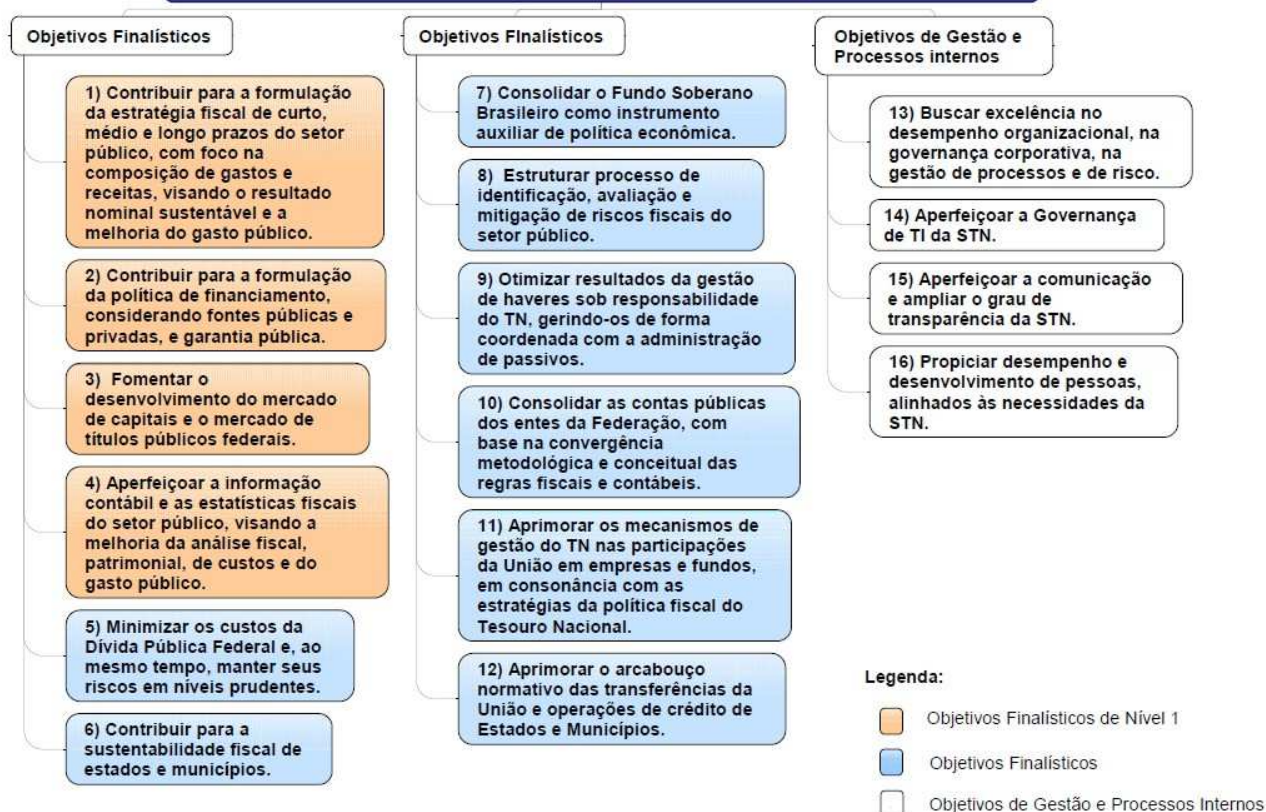 Objetivos Finalísticos
1) Contribuir para a formulação
da estratégia fiscal de curto,
médio e longo prazos do setor
público, com foco na
composição de gastos e
receitas, visando o resultado
nominal sustentável e a
melhoria do gasto público.
2) Contribuir para a formulação
da política de financiamento,
considerando fontes públicas e
privadas, e garantia pública.
3) Fomentar o
desenvolvimento do mercado
de capitais e o mercado de
títulos públicos federais.
4) Aperfeiçoar a informação
contábil e as estatísticas fiscais
do setor público, visando a
melhoria da análise fiscal,
patrimonial, de custos e do
gasto público.
5) Minimizar os custos da
Dívida Pública Federal e, ao
mesmo tempo, manter seus
riscos em níveis prudentes.
6) Contribuir para a
sustentabilidade fiscal de
estados e municípios.
Objetivos FInalísticos
7) Consolidar o Fundo Soberano
Brasileiro como instrumento
auxiliar de política econômica.
8) Estruturar processo de
identificação, avaliação e
mitigação de riscos fiscais do
setor público.
9) Otimizar resultados da gestão
de haveres sob responsabilidade
do TN, gerindo-os de forma
coordenada com a administração
de passivos.
10) Consolidar as contas públicas
dos entes da Federação, com
base na convergência
metodológica e conceitual das
regras fiscais e contábeis.
11) Aprimorar os mecanismos de
gestão do TN nas participações
da União em empresas e fundos,
em consonância com as
estratégias da política fiscal do
Tesouro Nacional.
12) Aprimorar o arcabouço
normativo das transferências da
União e operações de crédito de
Estados e Municípios.
Objetivos de Gestão e
Processos internos
13) Buscar excelência no
desempenho organizacional, na
governança corporativa, na
gestão de processos e de risco.
14) Aperfeiçoar a Governança
de TI da STN.
15) Aperfeiçoar a comunicação
e ampliar o grau de
transparência da STN.
16) Propiciar desempenho e
desenvolvimento de pessoas,
alinhados às necessidades da
STN.
Legenda:
Objetivos Finalísticos de Nível 1
Objetivos Finalísticos
Objetivos de Gestão e Processos Internos